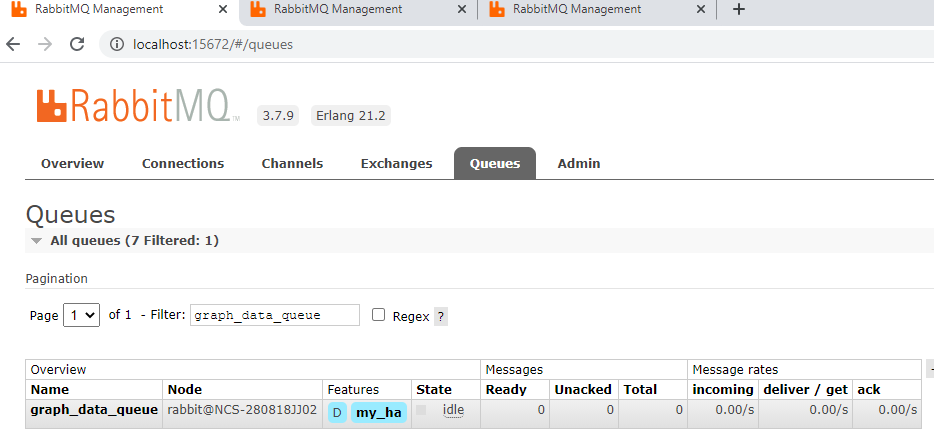 RabbitMQ Management RabbitMQ Management RabbitMQ Management
localhost:15672/#/queues
RabbitMQ TM 3.7.9 Erlang 21.2
Overview Connections Channels Exchanges Queues Admin
Queues
All queues (7 Filtered: 1)
Pagination
Page 1 of 1 - Filter: graph_data_queue Regex ?
Overview Messages Message rates
Name Node Features State Ready Unacked Total incoming deliver / get ack
graph_data_queue rabbit@NCS-280818JJ02 D my_ha idle 0 0 0 0.00/s 0.00/s 0.00/s